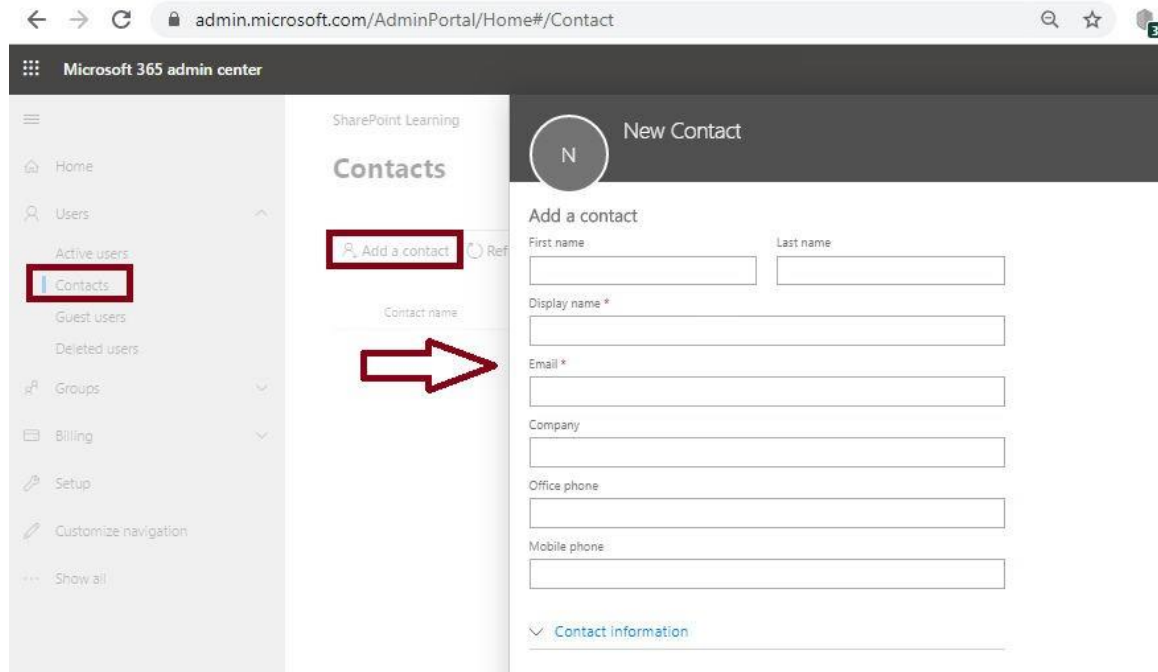 admin.microsoft.com/AdminPortal/Home#/Contact
3
Microsoft 365 admin center
Home
Users
Active users
Contacts
Guest users
Deleted users
Groups
Billing
Setup
Customize navigation
Show all
SharePoint Learning
Contacts
Add a contact Ref
Contact name
N
New Contact
Add a contact
First name Last name
Display name *
Email *
Company
Office phone
Mobile phone
Contact information